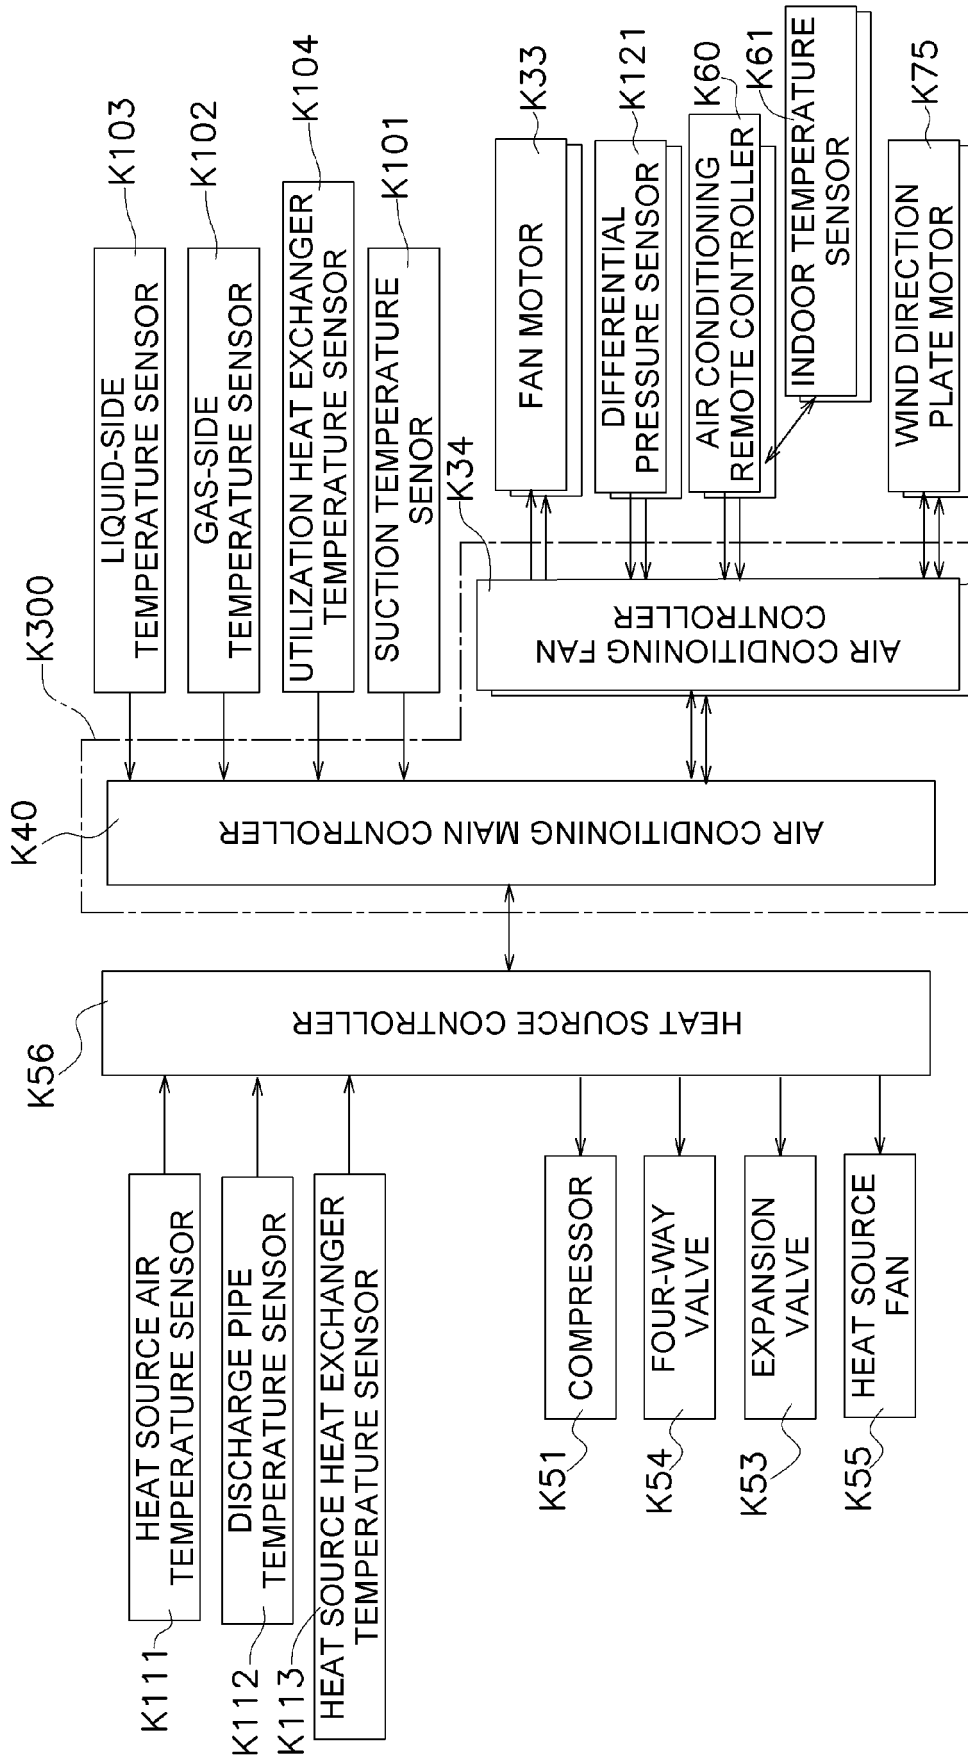 K111
HEAT SOURCE AIR
TEMPERATURE SENSOR
K112
DISCHARGE PIPE
TEMPERATURE SENSOR
K113
HEAT SOURCE HEAT EXCHANGER
TEMPERATURE SENSOR
K51
COMPRESSOR
K54
FOUR-WAY
VALVE
K53
EXPANSION
VALVE
K55
HEAT SOURCE
FAN
K56
HEAT SOURCE CONTROLLER
K40
AIR CONDITIONING MAIN CONTROLLER
K300
LIQUID-SIDE
TEMPERATURE SENSOR
K103
GAS-SIDE
TEMPERATURE SENSOR
K102
UTILIZATION HEAT EXCHANGER
TEMPERATURE SENSOR
K104
SUCTION TEMPERATURE
SENOR
K101
K34
AIR CONDITIONING FAN
CONTROLLER
FAN MOTOR
K33
DIFFERENTIAL
PRESSURE SENSOR
K121
AIR CONDITIONING
REMOTE CONTROLLER
K60
K61
INDOOR TEMPERATURE
SENSOR
WIND DIRECTION
PLATE MOTOR
K75